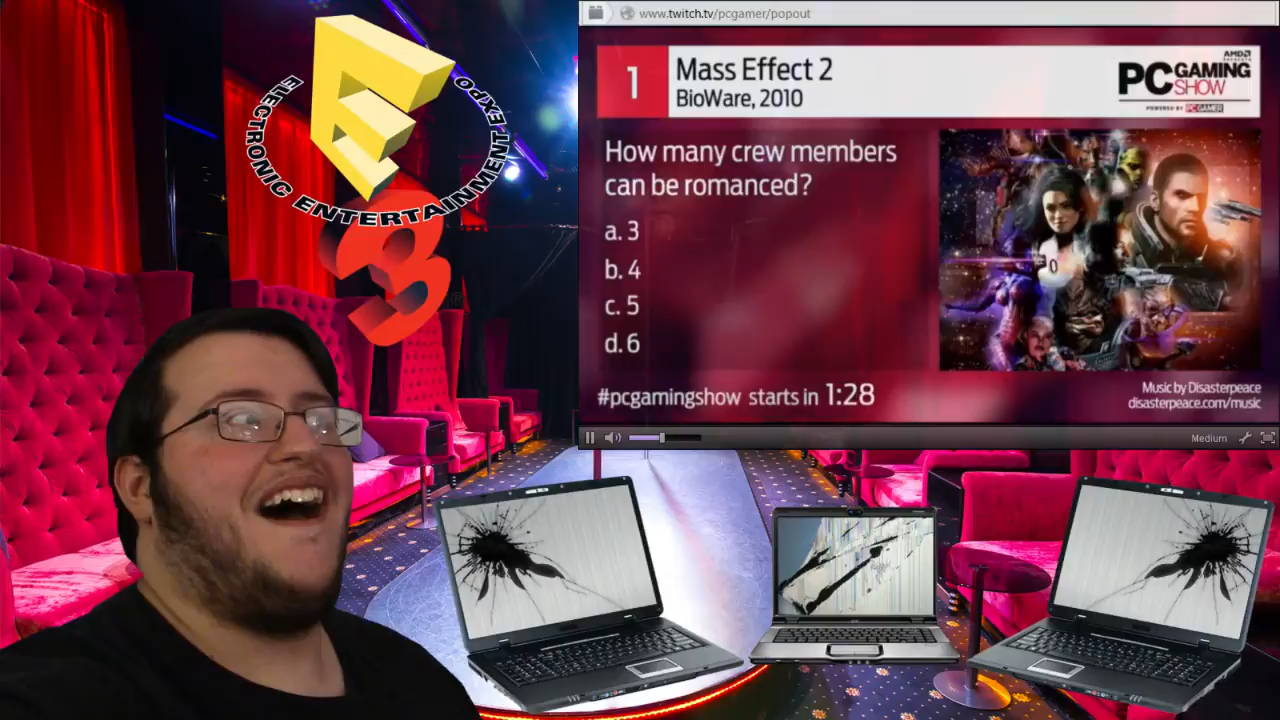 ELECTRONIC ENTERTAINMENT EXPO
E
3
®
www.twitch.tv/pcgamer/popout
1
Mass Effect 2
BioWare, 2010
AMD
PRESENTS
PC GAMING
SHOW
POWERED BY PC GAMER
How many crew members
can be romanced?
a. 3
b. 4
c. 5
d. 6
#pcgamingshow starts in 1:28
Music by Disasterpeace
disasterpeace.com/music
Medium